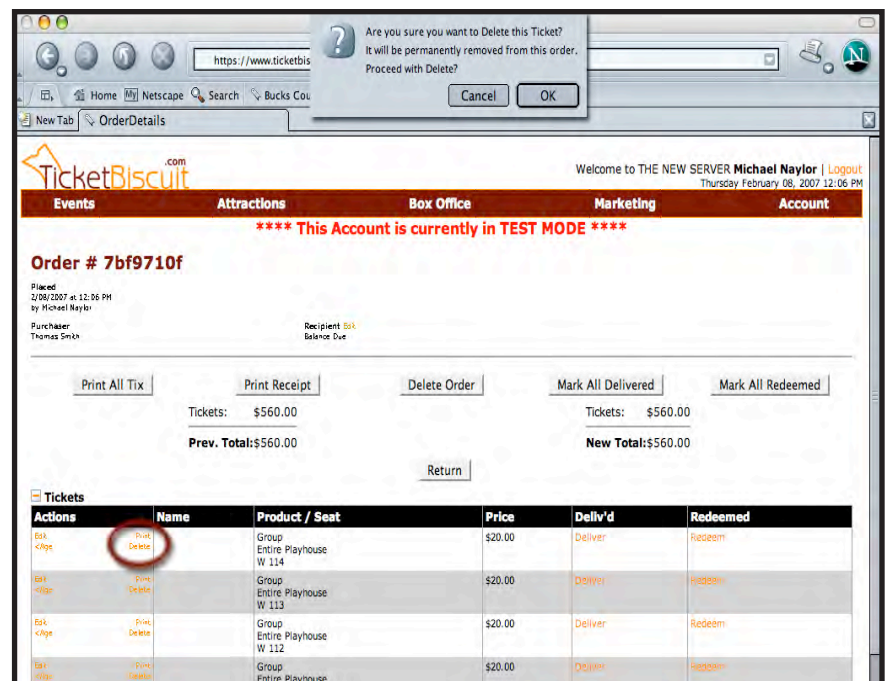 Are you sure you want to Delete this Ticket?
It will be permanently removed from this order.
Proceed with Delete?
Cancel OK
https://www.ticketbis
Home My Netscape Search Bucks Cou
New Tab OrderDetails
TicketBiscuit.com
Welcome to THE NEW SERVER Michael Naylor | Logout
Thursday February 08, 2007 12:06 PM
Events Attractions Box Office Marketing Account
**** This Account is currently in TEST MODE ****
Order # 7bf9710f
Placed
2/08/2007 at 12:06 PM
by Michael Naylor
Purchaser Recipient
Thomas Smith Balance Due
Print All Tix Print Receipt Delete Order Mark All Delivered Mark All Redeemed
Tickets: $560.00 Tickets: $560.00
Prev. Total:$560.00 New Total:$560.00
Return
Tickets
Actions Name Product / Seat Price Deliv'd Redeemed
Print Group $20.00 Deliver Redeem
Delete Entire Playhouse
W 114
Print Group $20.00 Deliver Redeem
Delete Entire Playhouse
W 113
Print Group $20.00 Deliver Redeem
Delete Entire Playhouse
W 112
Print Group $20.00 Deliver Redeem
Entire Playhouse